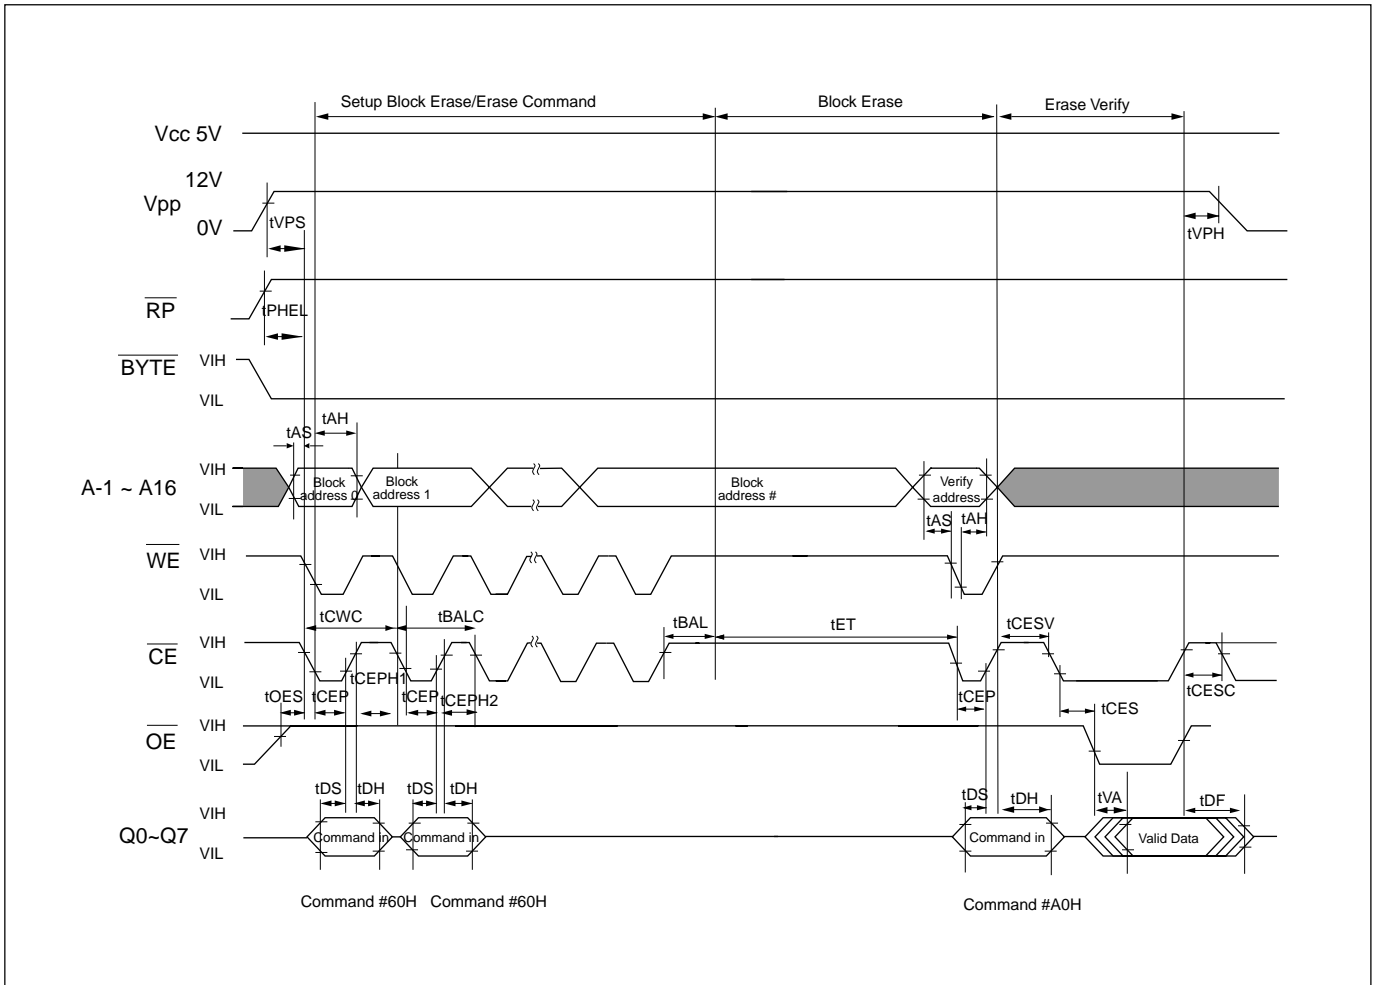 Setup Block Erase/Erase Command
Block Erase
Erase Verify
Vcc 5V
12V
Vpp
0V
tVPS
tVPH
RP
tPHEL
BYTE
VIH
VIL
tAS
tAH
A-1 ~ A16
VIH
VIL
Block address 0
Block address 1
Block address #
Verify address
tAS
tAH
WE
VIH
VIL
tCWC
tBALC
tBAL
tET
tCESV
CE
VIH
VIL
tOES
tCEP
tCEPH1
tCEP
tCEPH2
tCEP
tCES
tCESC
OE
VIH
VIL
tDS
tDH
tDS
tDH
tDS
tDH
tVA
tDF
Q0~Q7
VIH
VIL
Command in
Command in
Command in
Valid Data
Command #60H
Command #60H
Command #A0H